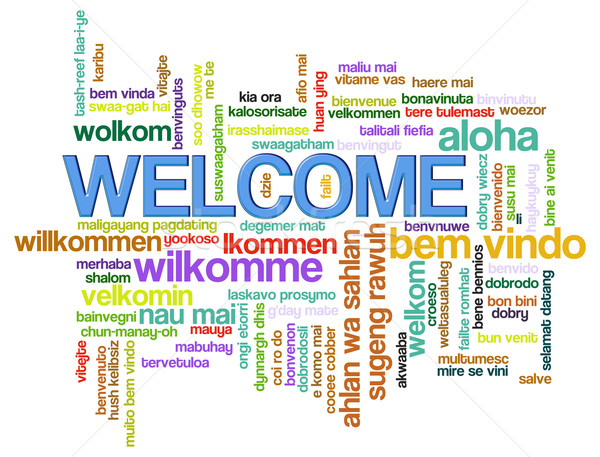 tash-reef laa-i-ye
karibu
bem vinda
swaa-gat hai
vitajte
benvinguts
wolkom
soo dhowow
me te
suswaagatham
kia ora
kalosorisate
irasshaimase
swaagatham
afio mai
huan ying
maliu mai
vitame vas
haere mai
bienvenue
bonavinuta
binvinutu
velkommen
tere tulemast
woezor
talitali fiefia
aloha
benvingut
WELCOME
dzie
failt
dobry wiecz
bienvenido
susu mai
iii
haykuykuy
bine ai venit
maligayang pagdating
degemer mat
benvnuwe
willkommen
yookoso
lkommen
bem vindo
merhaba
shalom
wilkomme
velkomin
laskavo prosymo
bainvegni
nau mai
g'day mate
chun-manay-oh
mauya
mabuhay
tervetuloa
vitejte
benvenuto
hush kelibsiz
muito bem vindo
ongi etorri
dynnargh dhis
coi ro do
bonvenon
dobrodosli
e komo mai
cooee cobber
ahlan wa sahlan
sugeng rawuh
akwaaba
welkom
croeso
weltasualuleg
failte romhat
bene bennios
benvido
dobrodo
bon bini
dobry
bun venit
selamat datang
multumesc
mire se vini
salve